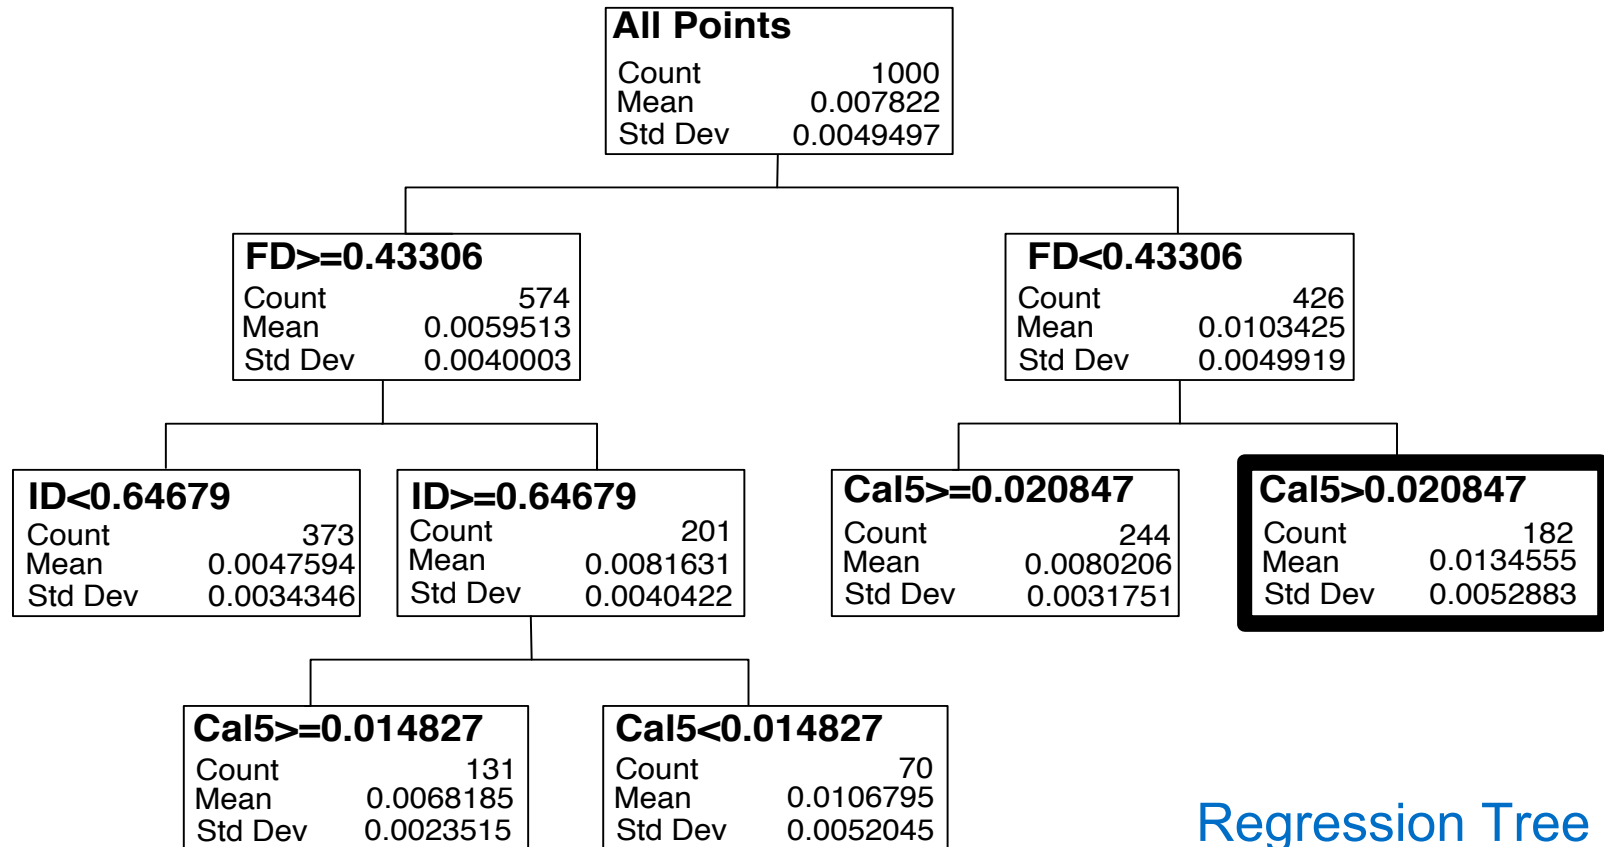 All Points
Count 1000
Mean 0.007822
Std Dev 0.0049497
FD>=0.43306
Count 574
Mean 0.0059513
Std Dev 0.0040003
FD<0.43306
Count 426
Mean 0.0103425
Std Dev 0.0049919
ID<0.64679
Count 373
Mean 0.0047594
Std Dev 0.0034346
ID>=0.64679
Count 201
Mean 0.0081631
Std Dev 0.0040422
Cal5>=0.020847
Count 244
Mean 0.0080206
Std Dev 0.0031751
Cal5>0.020847
Count 182
Mean 0.0134555
Std Dev 0.0052883
Cal5>=0.014827
Count 131
Mean 0.0068185
Std Dev 0.0023515
Cal5<0.014827
Count 70
Mean 0.0106795
Std Dev 0.0052045
Regression Tree